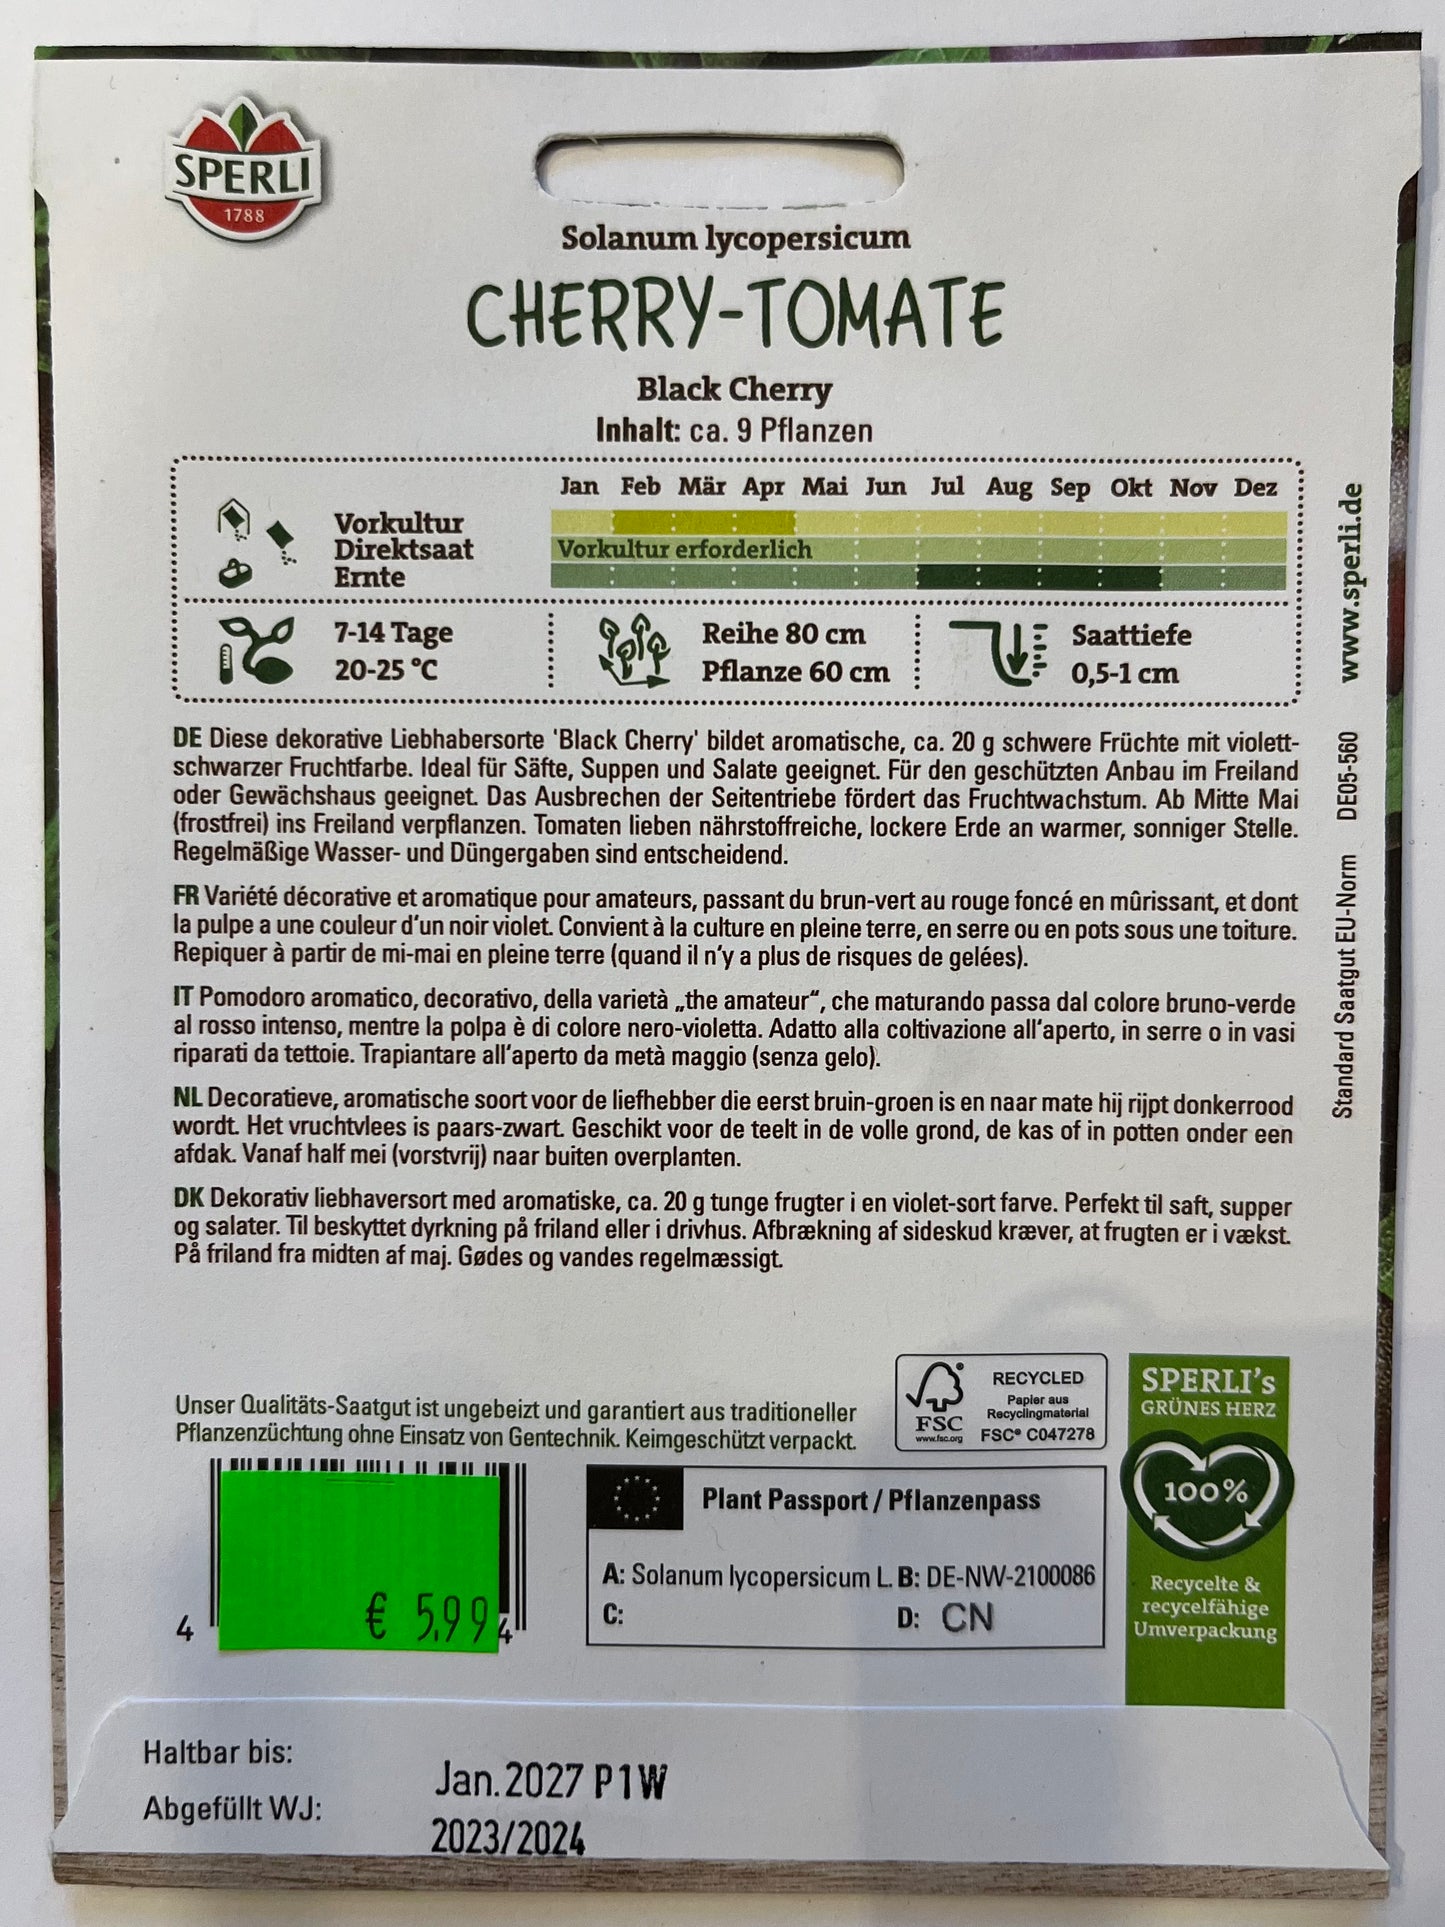 SPERLI
1788
Solanum lycopersicum
CHERRY-TOMATE
Black Cherry
Inhalt: ca. 9 Pflanzen
Jan Feb Mär Apr Mai Jun Jul Aug Sep Okt Nov Dez
Vorkultur
Direktsaat Vorkultur erforderlich
Ernte
7-14 Tage
20-25 °C
Reihe 80 cm
Pflanze 60 cm
Saattiefe
0,5-1 cm
DE Diese dekorative Liebhabersorte 'Black Cherry' bildet aromatische, ca. 20 g schwere Früchte mit violett-
schwarzer Fruchtfarbe. Ideal für Säfte, Suppen und Salate geeignet. Für den geschützten Anbau im Freiland
oder Gewächshaus geeignet. Das Ausbrechen der Seitentriebe fördert das Fruchtwachstum. Ab Mitte Mai
(frostfrei) ins Freiland verpflanzen. Tomaten lieben nährstoffreiche, lockere Erde an warmer, sonniger Stelle.
Regelmäßige Wasser- und Düngergaben sind entscheidend.
FR Variété décorative et aromatique pour amateurs, passant du brun-vert au rouge foncé en mûrissant, et dont
la pulpe a une couleur d'un noir violet. Convient à la culture en pleine terre, en serre ou en pots sous une toiture.
Repiquer à partir de mi-mai en pleine terre (quand il n'y a plus de risques de gelées).
IT Pomodoro aromatico, decorativo, della varietà „the amateur“, che maturando passa dal colore bruno-verde
al rosso intenso, mentre la polpa è di colore nero-violetta. Adatto alla coltivazione all'aperto, in serre o in vasi
riparati da tettoie. Trapiantare all'aperto da metà maggio (senza gelo).
NL Decoratieve, aromatische soort voor de liefhebber die eerst bruin-groen is en naar mate hij rijpt donkerrood
wordt. Het vruchtvlees is paars-zwart. Geschikt voor de teelt in de volle grond, de kas of in potten onder een
afdak. Vanaf half mei (vorstvrij) naar buiten overplanten.
DK Dekorativ liebhaversort med aromatiske, ca. 20 g tunge frugter i en violet-sort farve. Perfekt til saft, supper
og salater. Til beskyttet dyrkning på friland eller i drivhus. Afbrækning af sideskud kræver, at frugten er i vækst.
På friland fra midten af maj. Gødes og vandes regelmæssigt.
www.sperli.de
DE05-560
Standard Saatgut EU-Norm
Unser Qualitäts-Saatgut ist ungebeizt und garantiert aus traditioneller
Pflanzenzüchtung ohne Einsatz von Gentechnik. Keimgeschützt verpackt.
FSC
www.fsc.org
RECYCLED
Papier aus
Recyclingmaterial
FSC® C047278
SPERLI's
GRÜNES HERZ
100%
Recycelte &
recycelfähige
Umverpackung
4
€ 5,99
4
Plant Passport / Pflanzenpass
A: Solanum lycopersicum L. B: DE-NW-2100086
C: D: CN
Haltbar bis: Jan. 2027 P1W
Abgefüllt WJ: 2023/2024